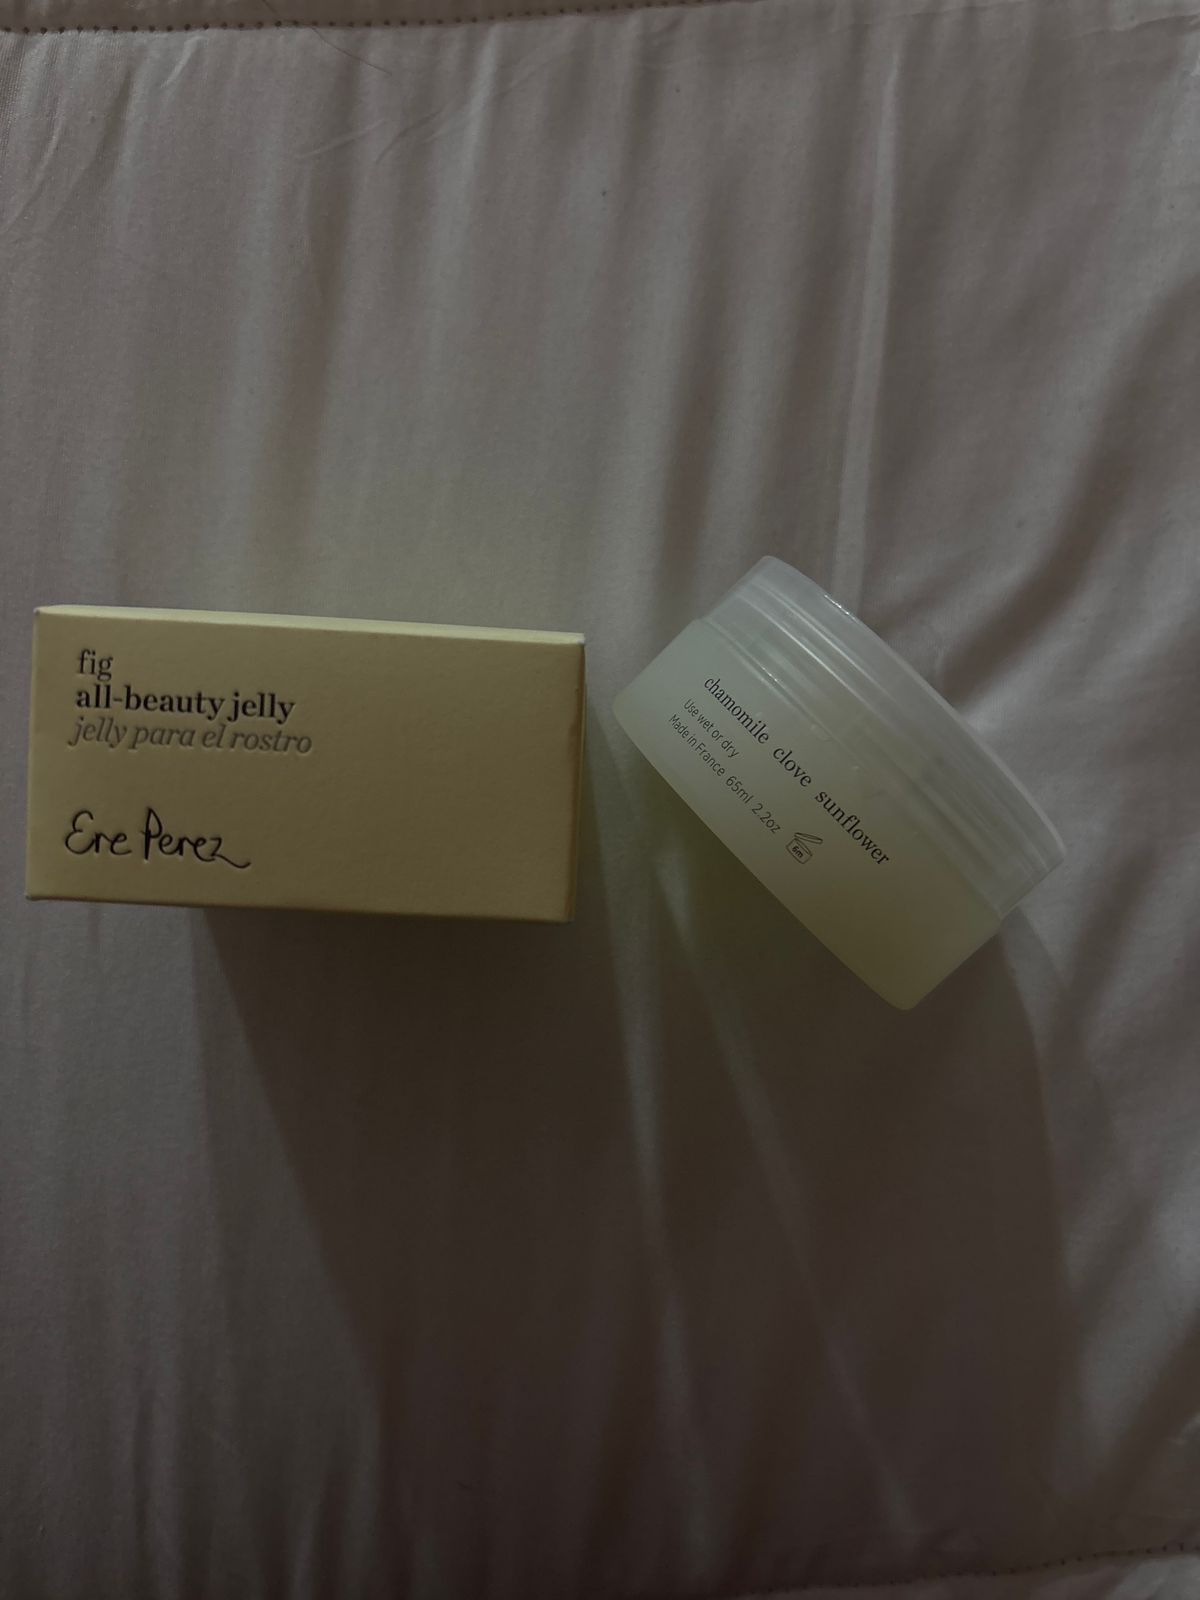 fig
all-beauty jelly
jelly para el rostro
Ere Perez
chamomile clove sunflower
Use wet or dry
Made in France 65ml 2.2oz
6m